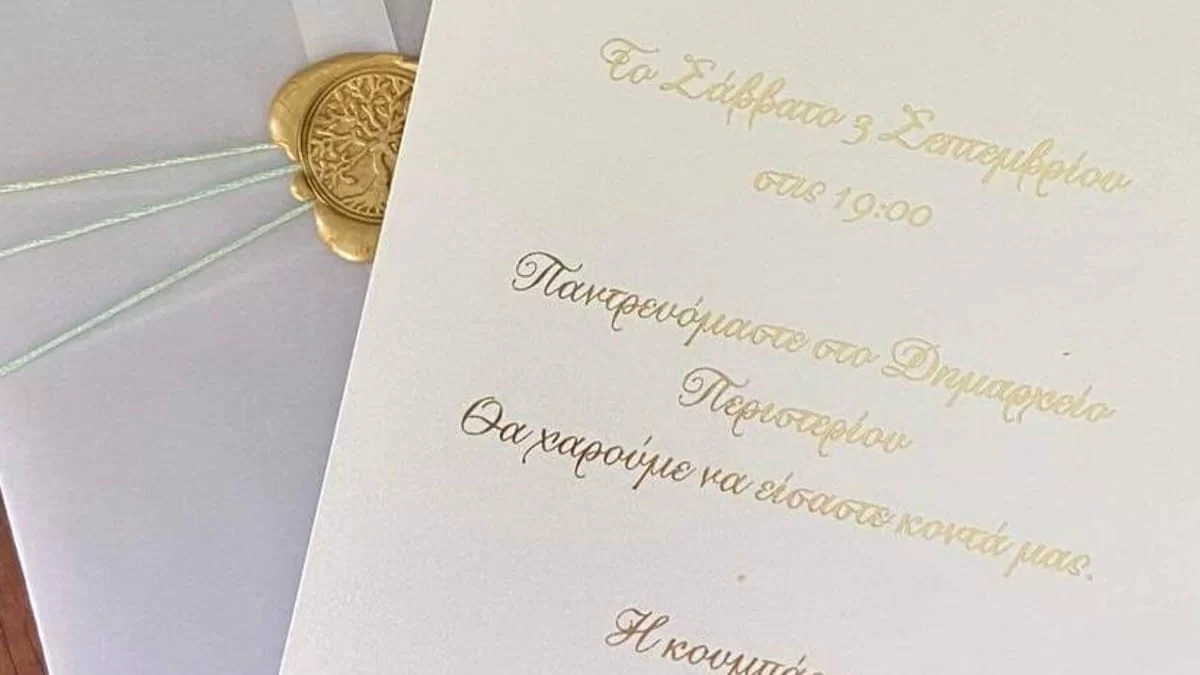 Το Σάββατο 3 Σεπτεμβρίου
στις 19:00
Παντρευόμαστε στο Δημαρχείο
Περιστερίου
Θα χαρούμε να είσαστε κοντά μας.
Η